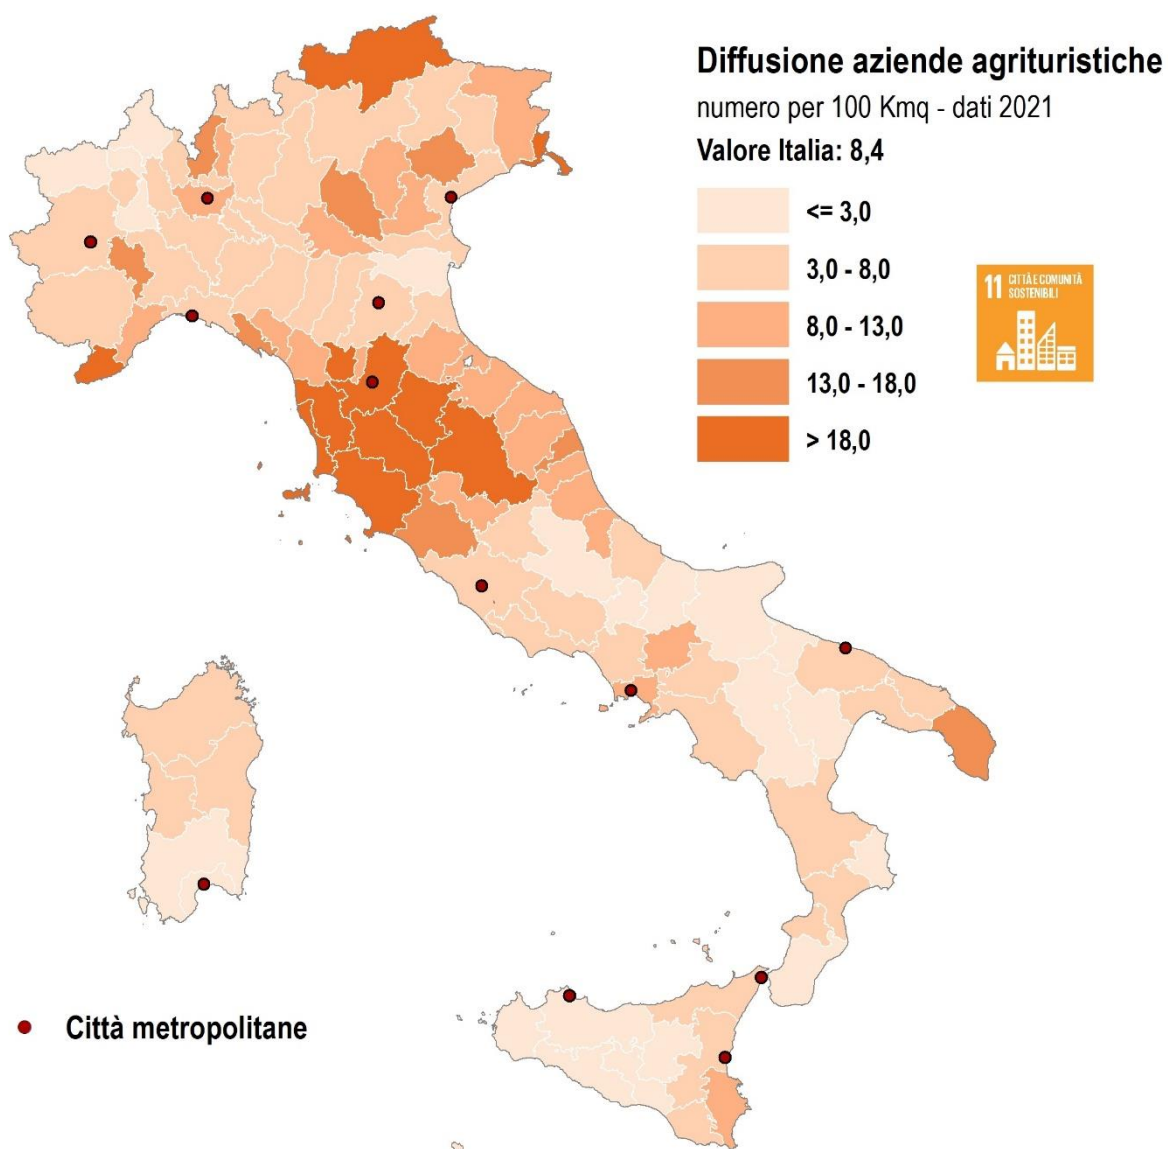 Diffusione aziende agrituristiche
numero per 100 Kmq - dati 2021
Valore Italia: 8,4
<= 3,0
3,0 - 8,0
8,0 - 13,0
13,0 - 18,0
> 18,0
11 CITTÀ E COMUNITÀ
SOSTENIBILI
Città metropolitane